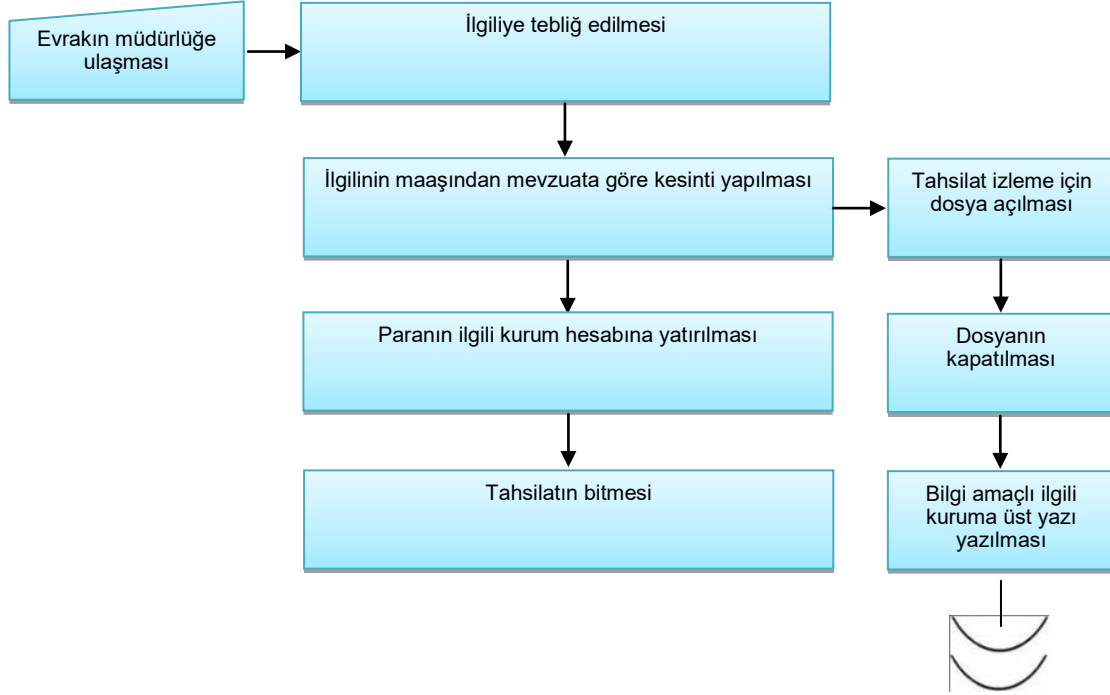 Evrakın müdürlüğe
ulaşması
İlgiliye tebliğ edilmesi
İlgilinin maaşından mevzuata göre kesinti yapılması
Tahsilat izleme için
dosya açılması
Paranın ilgili kurum hesabına yatırılması
Dosyanın
kapatılması
Tahsilatın bitmesi
Bilgi amaçlı ilgili
kuruma üst yazı
yazılması